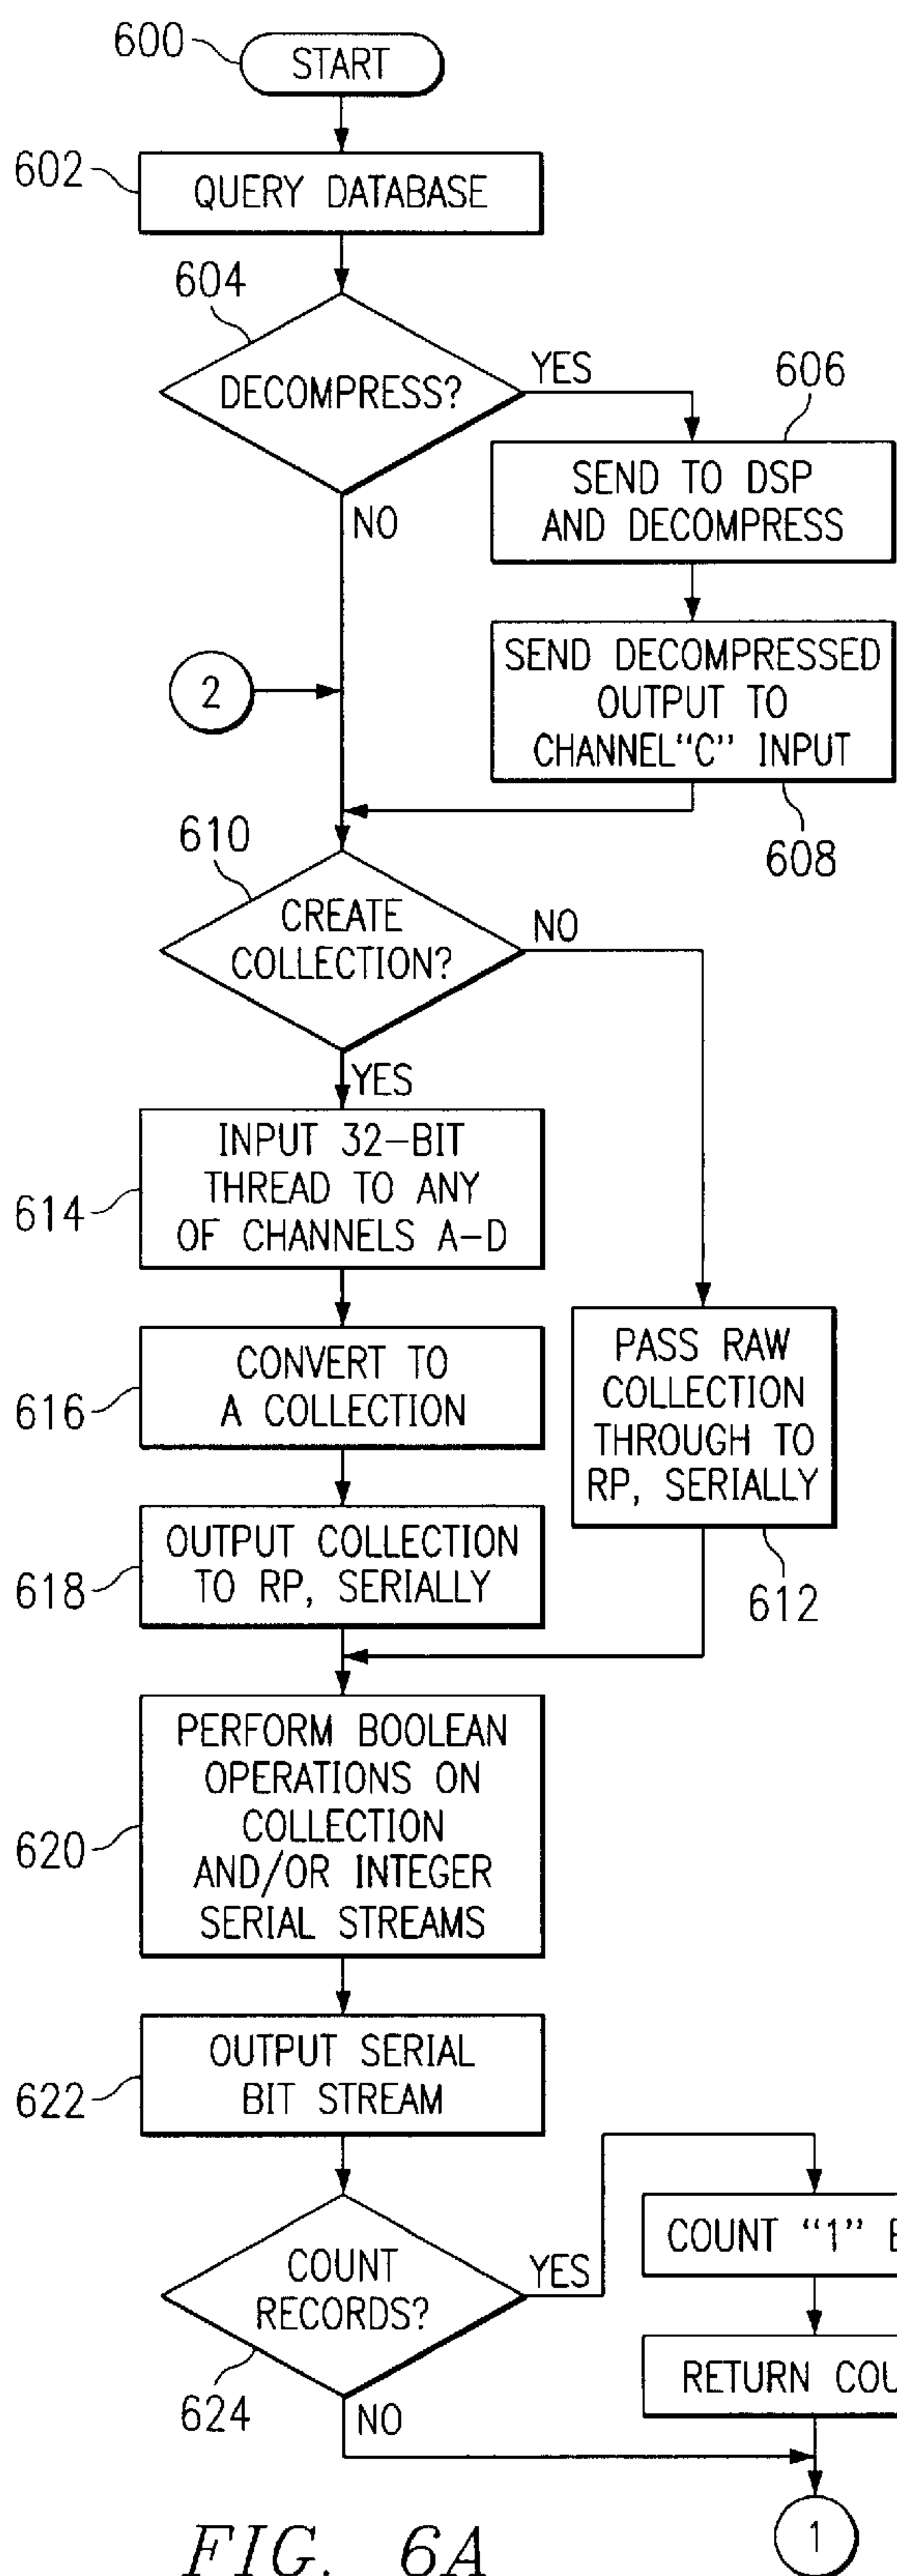 600
START
602
QUERY DATABASE
604
DECOMPRESS?
YES
606
SEND TO DSP
AND DECOMPRESS
NO
SEND DECOMPRESSED
OUTPUT TO
CHANNEL“C” INPUT
2
608
610
CREATE
COLLECTION?
NO
YES
INPUT 32–BIT
THREAD TO ANY
OF CHANNELS A–D
614
CONVERT TO
A COLLECTION
616
PASS RAW
COLLECTION
THROUGH TO
RP, SERIALLY
612
OUTPUT COLLECTION
TO RP, SERIALLY
618
PERFORM BOOLEAN
OPERATIONS ON
COLLECTION
AND/OR INTEGER
SERIAL STREAMS
620
OUTPUT SERIAL
BIT STREAM
622
COUNT
RECORDS?
YES
624
NO
COUNT “1”
RETURN
1
FIG. 6A